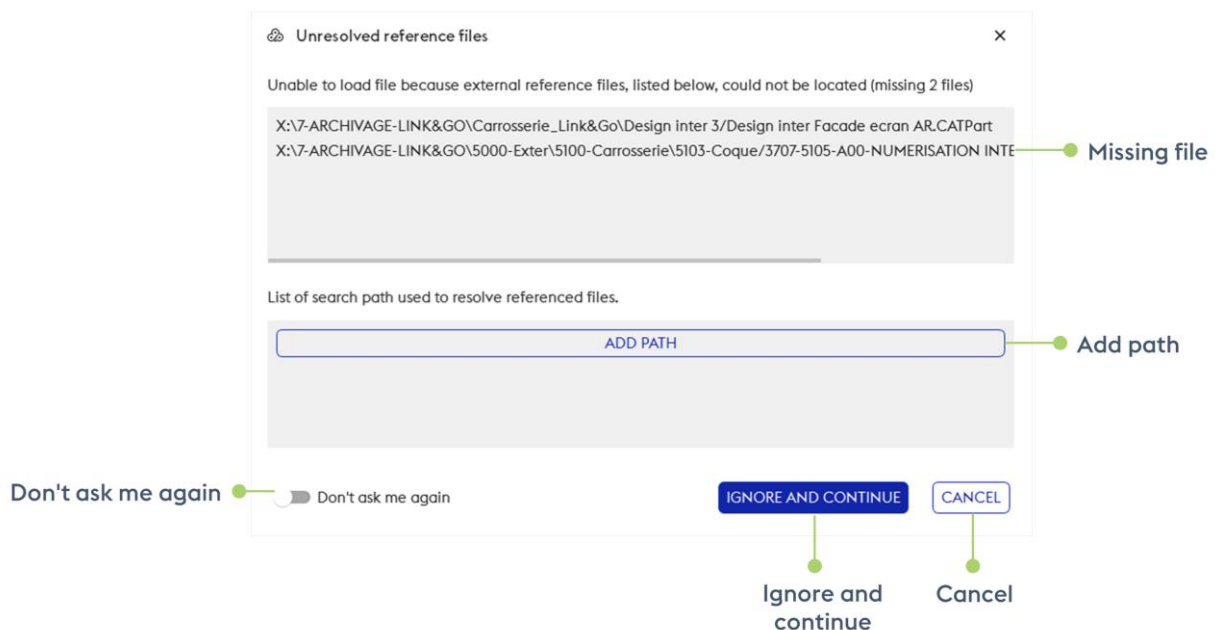 Unresolved reference files
Unable to load file because external reference files, listed below, could not be located (missing 2 files)
X:\7-ARCHIVAGE-LINK&GO\Carrosserie_Link&Go\Design inter 3/Design inter Facade ecran AR.CATPart
X:\7-ARCHIVAGE-LINK&GO\5000-Exter\5100-Carrosserie\5103-Coque/3707-5105-A00-NUMERISATION INTE
Missing file
List of search path used to resolve referenced files.
ADD PATH
Add path
Don't ask me again
Don't ask me again
IGNORE AND CONTINUE
CANCEL
Ignore and
continue
Cancel